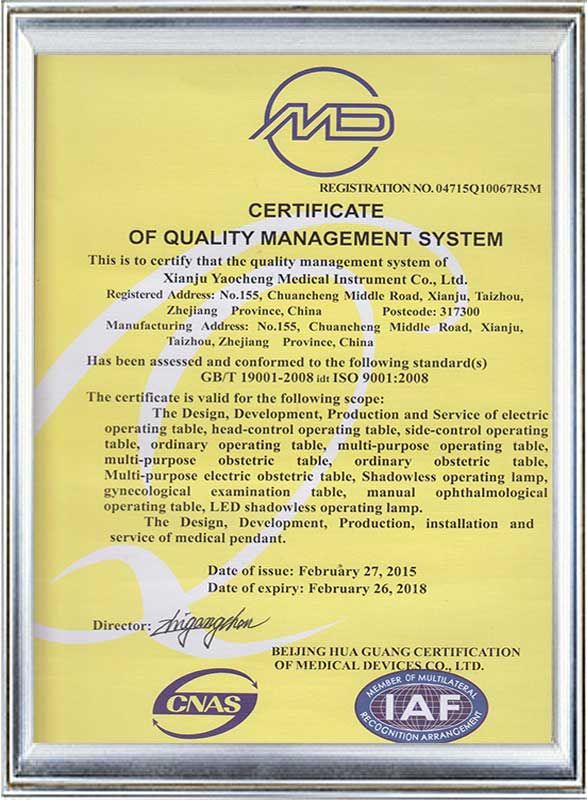 MD
REGISTRATION NO. 04715Q10067R5M
CERTIFICATE
OF QUALITY MANAGEMENT SYSTEM
This is to certify that the quality management system of
Xianju Yaocheng Medical Instrument Co., Ltd.
Registered Address: No.155, Chuancheng Middle Road, Xianju, Taizhou,
Zhejiang Province, China Postcode: 317300
Manufacturing Address: No.155, Chuancheng Middle Road, Xianju,
Taizhou, Zhejiang Province, China
Has been assessed and conformed to the following standard(s)
GB/T 19001-2008 idt ISO 9001:2008
The certificate is valid for the following scope:
The Design, Development, Production and Service of electric
operating table, head-control operating table, side-control operating
table, ordinary operating table, multi-purpose operating table,
multi-purpose obstetric table, ordinary obstetric table,
Multi-purpose electric obstetric table, Shadowless operating lamp,
gynecological examination table, manual ophthalmological
operating table, LED shadowless operating lamp.
The Design, Development, Production, installation and
service of medical pendant.
Date of issue: February 27, 2015
Date of expiry: February 26, 2018
Director: zhigangchen
BEIJING HUA GUANG CERTIFICATION
OF MEDICAL DEVICES CO., LTD.
CNAS
MEMBER OF MULTILATERAL
IAF
RECOGNITION ARRANGEMENT